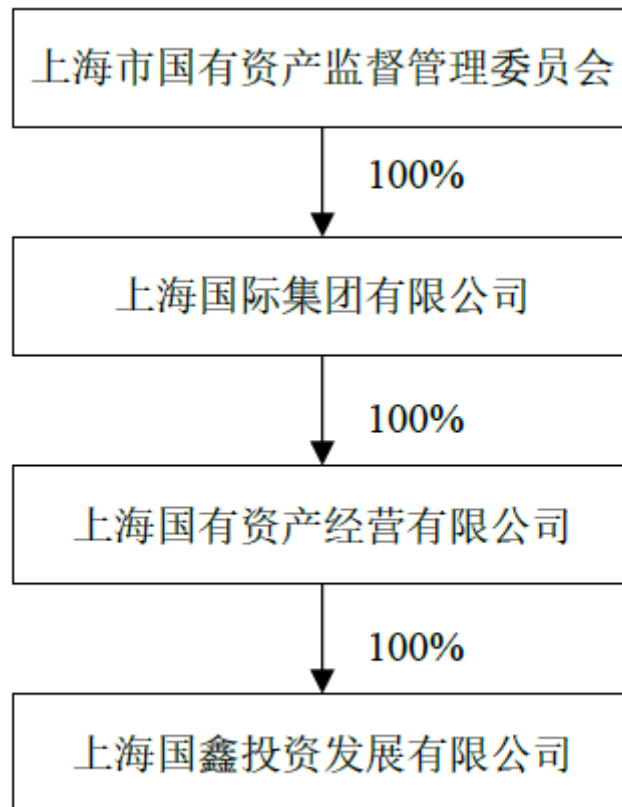 上海市国有资产监督管理委员会
100%
上海国际集团有限公司
100%
上海国有资产经营有限公司
100%
上海国鑫投资发展有限公司